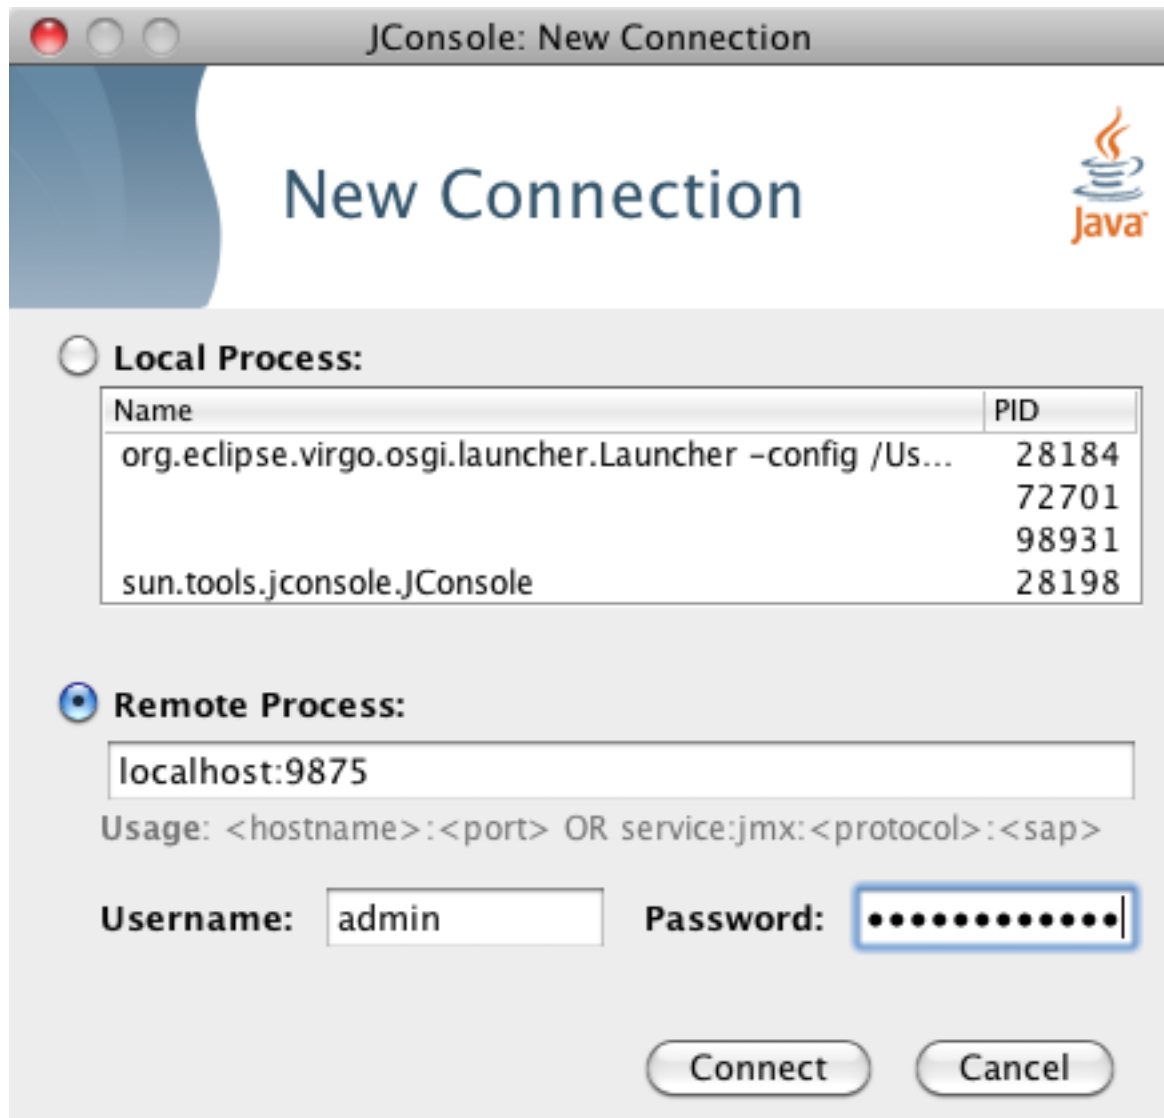 JConsole: New Connection
New Connection
Java
Local Process:
Name PID
org.eclipse.virgo.osgi.launcher.Launcher –config /Us... 28184
72701
98931
sun.tools.jconsole.JConsole 28198
Remote Process:
localhost:9875
Usage: <hostname>:<port> OR service:jmx:<protocol>:<sap>
Username: admin Password: ••••••••••••
Connect Cancel